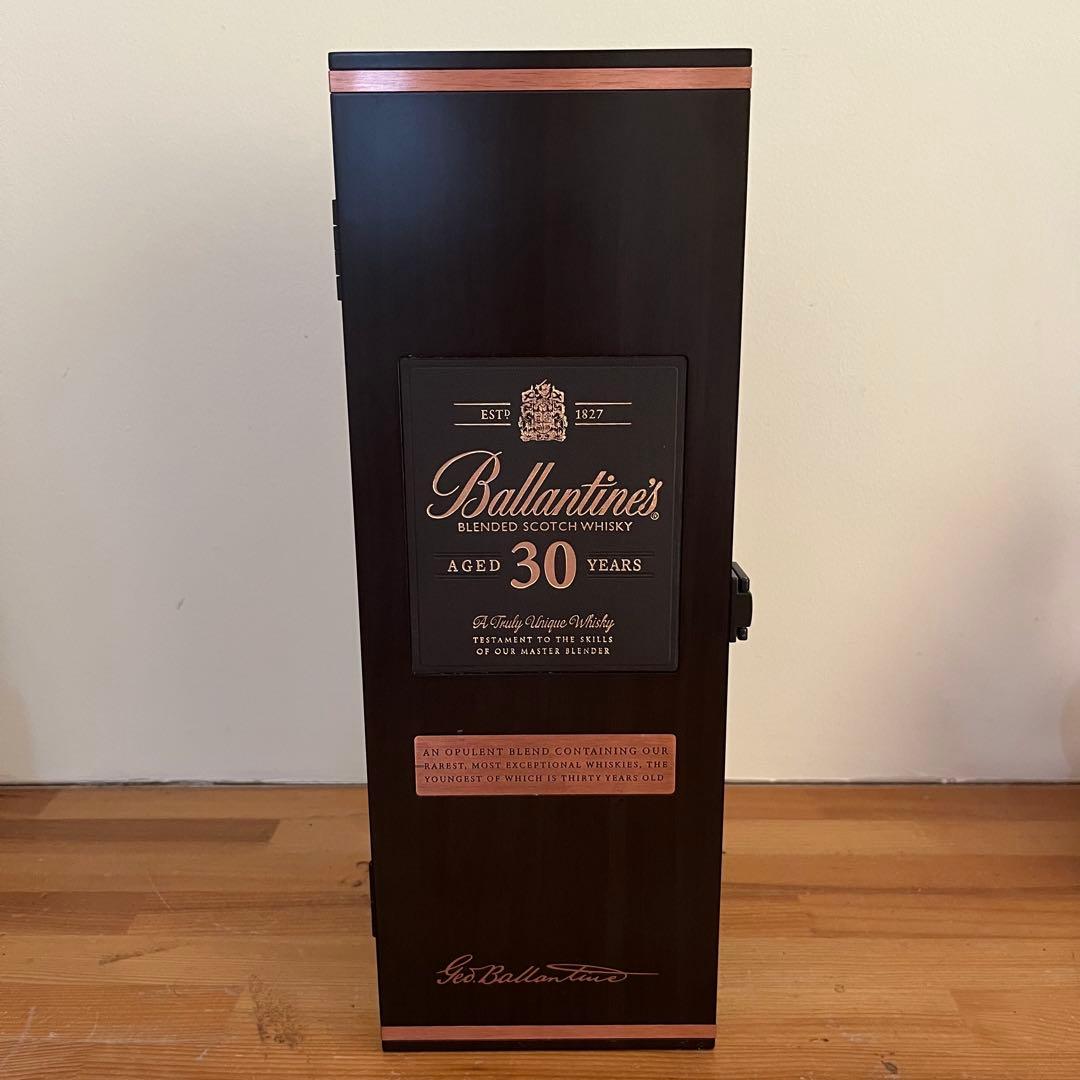 ESTD 1827
Ballantine's®
BLENDED SCOTCH WHISKY
AGED 30 YEARS
A Truly Unique Whisky
TESTAMENT TO THE SKILLS
OF OUR MASTER BLENDER
AN OPULENT BLEND CONTAINING OUR
RAREST, MOST EXCEPTIONAL WHISKIES, THE
YOUNGEST OF WHICH IS THIRTY YEARS OLD
Geo. Ballantine